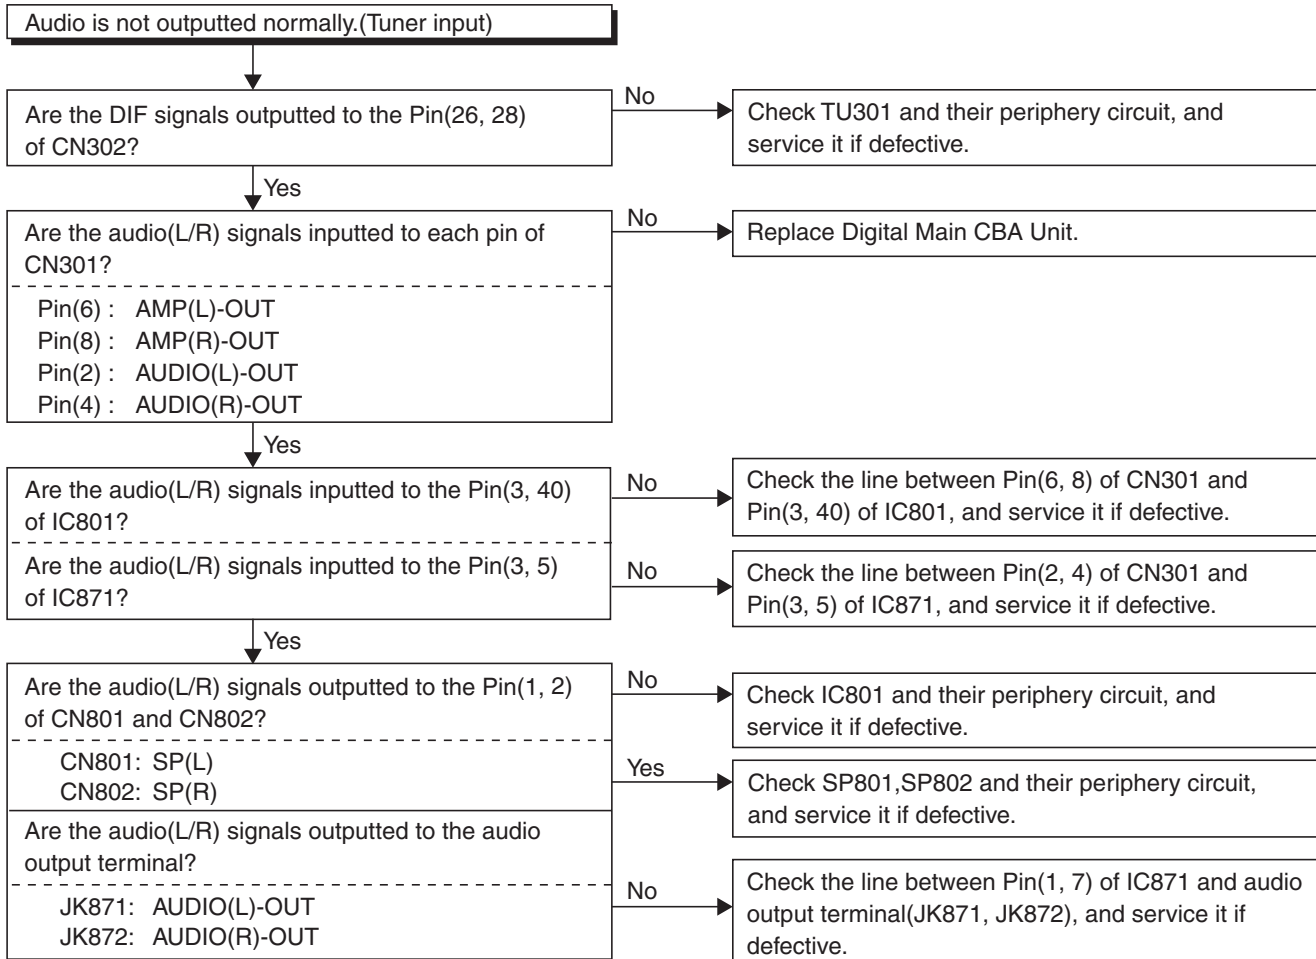 Audio is not outputted normally.(Tuner input)
Are the DIF signals outputted to the Pin(26, 28)
of CN302?
No
Check TU301 and their periphery circuit, and
service it if defective.
Yes
Are the audio(L/R) signals inputted to each pin of
CN301?
Pin(6) : AMP(L)-OUT
Pin(8) : AMP(R)-OUT
Pin(2) : AUDIO(L)-OUT
Pin(4) : AUDIO(R)-OUT
No
Replace Digital Main CBA Unit.
Yes
Are the audio(L/R) signals inputted to the Pin(3, 40)
of IC801?
No
Check the line between Pin(6, 8) of CN301 and
Pin(3, 40) of IC801, and service it if defective.
Are the audio(L/R) signals inputted to the Pin(3, 5)
of IC871?
No
Check the line between Pin(2, 4) of CN301 and
Pin(3, 5) of IC871, and service it if defective.
Yes
Are the audio(L/R) signals outputted to the Pin(1, 2)
of CN801 and CN802?
No
Check IC801 and their periphery circuit, and
service it if defective.
CN801: SP(L)
CN802: SP(R)
Yes
Check SP801,SP802 and their periphery circuit,
and service it if defective.
Are the audio(L/R) signals outputted to the audio
output terminal?
JK871: AUDIO(L)-OUT
JK872: AUDIO(R)-OUT
No
Check the line between Pin(1, 7) of IC871 and audio
output terminal(JK871, JK872), and service it if
defective.